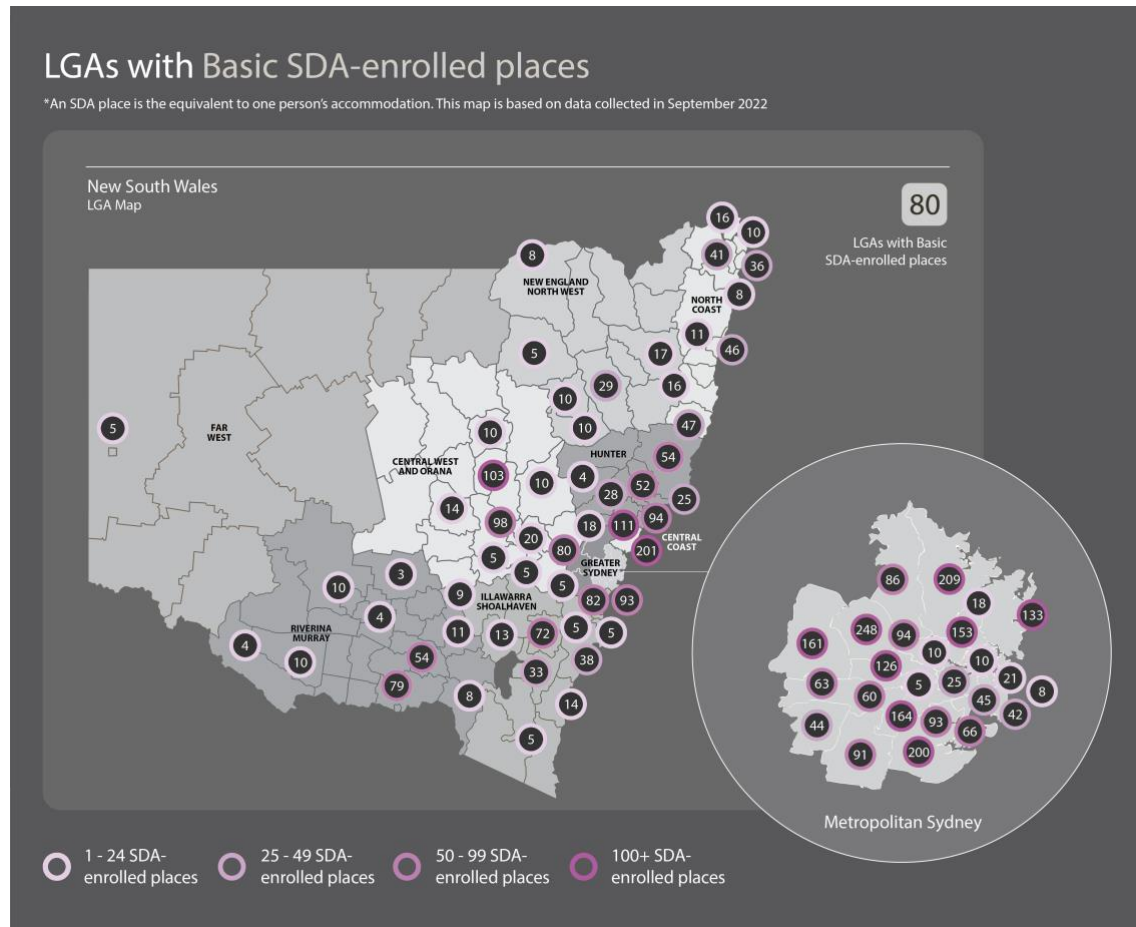 LGAs with Basic SDA-enrolled places
*An SDA place is the equivalent to one person's accommodation. This map is based on data collected in September 2022
New South Wales
LGA Map
80
LGAs with Basic
SDA-enrolled places
16
10
8
41
36
NEW ENGLAND
NORTH WEST
8
NORTH
COAST
11
5
17
46
29
16
10
5
10
47
FAR
WEST
10
HUNTER
54
CENTRAL WEST
AND ORANA
103
10
4
52
28
25
14
98
18
111
94
20
CENTRAL
COAST
80
201
5
GREATER
SYDNEY
3
5
5
10
9
ILLAWARRA
SHOALHAVEN
82
93
4
RIVERINA
MURRAY
11
13
72
5
5
4
10
54
38
33
79
8
14
5
86
209
18
133
161
248
94
153
10
10
126
63
5
25
21
60
45
8
44
164
93
42
66
91
200
Metropolitan Sydney
1 - 24 SDA-
enrolled places
25 - 49 SDA-
enrolled places
50 - 99 SDA-
enrolled places
100+ SDA-
enrolled places